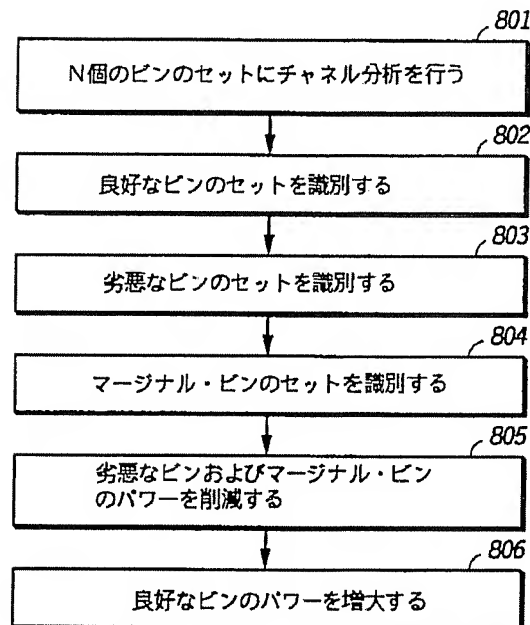 801
N個のビンのセットにチャネル分析を行う
802
良好なビンのセットを識別する
803
劣悪なビンのセットを識別する
804
マージナル・ビンのセットを識別する
805
劣悪なビンおよびマージナル・ビン
のパワーを削減する
806
良好なビンのパワーを増大する